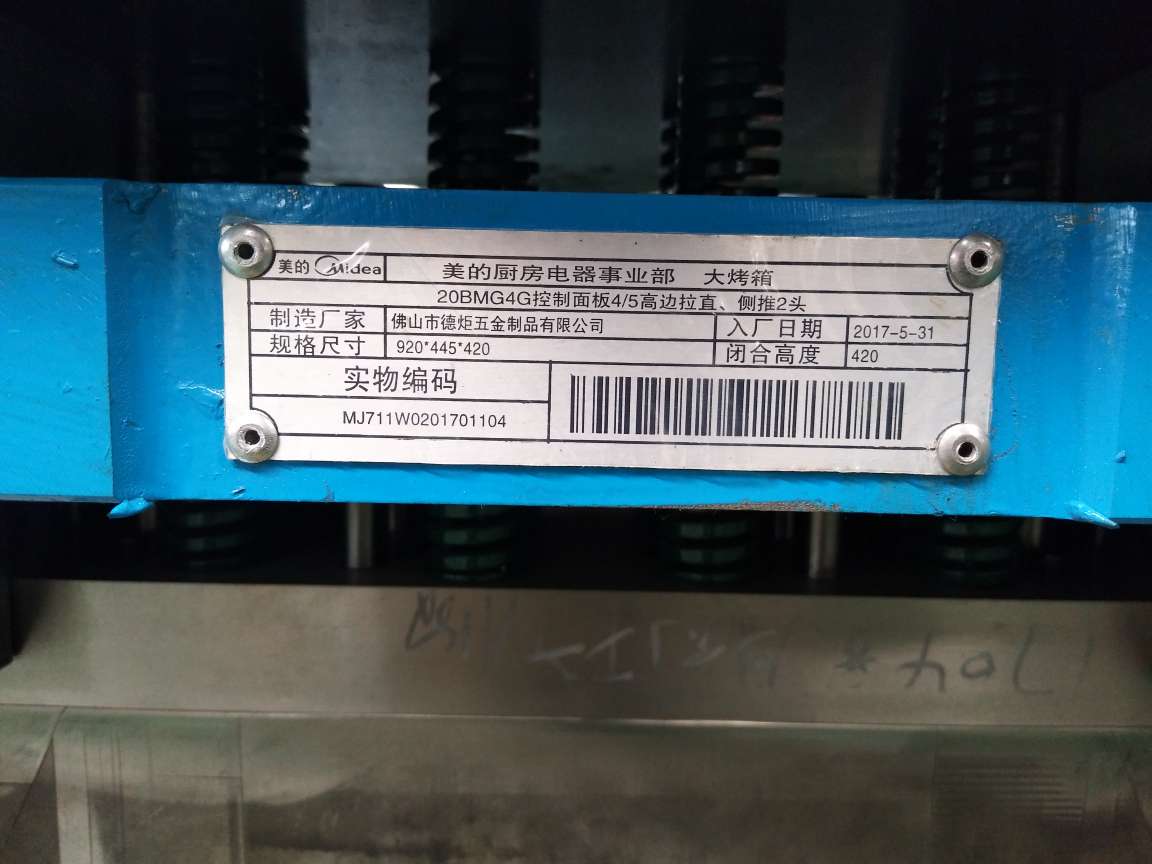 美的 Midea 美的厨房电器事业部 大烤箱
20BMG4G控制面板4/5高边拉直、侧推2头
制造厂家 佛山市德炬五金制品有限公司 入厂日期 2017-5-31
规格尺寸 920*445*420 闭合高度 420
实物编码
MJ711W0201701104